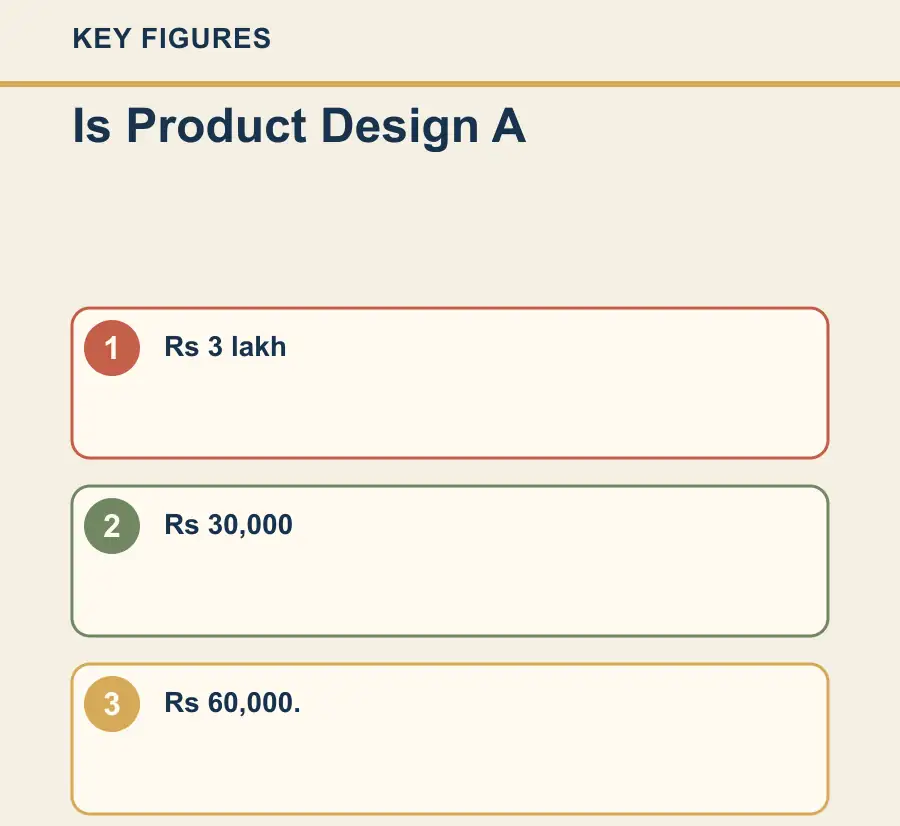 KEY FIGURES
Is Product Design A
1 Rs 3 lakh
2 Rs 30,000
3 Rs 60,000.